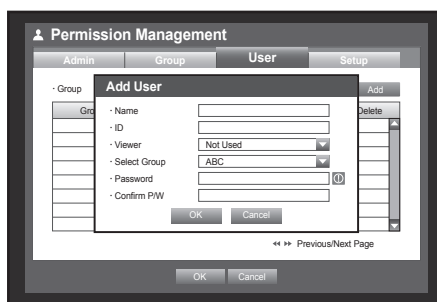 Permission Management
Admin Group User Setup
· Group Add
Add User
Gro Delete
· Name
· ID
· Viewer Not Used
· Select Group ABC
· Password
· Confirm P/W
OK Cancel
Previous/Next Page
OK Cancel